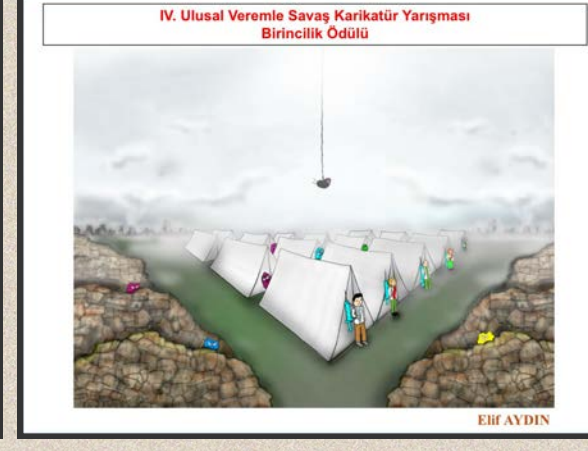 IV. Ulusal Veremle Savaş Karikatür Yarışması
Birincilik Ödülü
Elif AYDIN